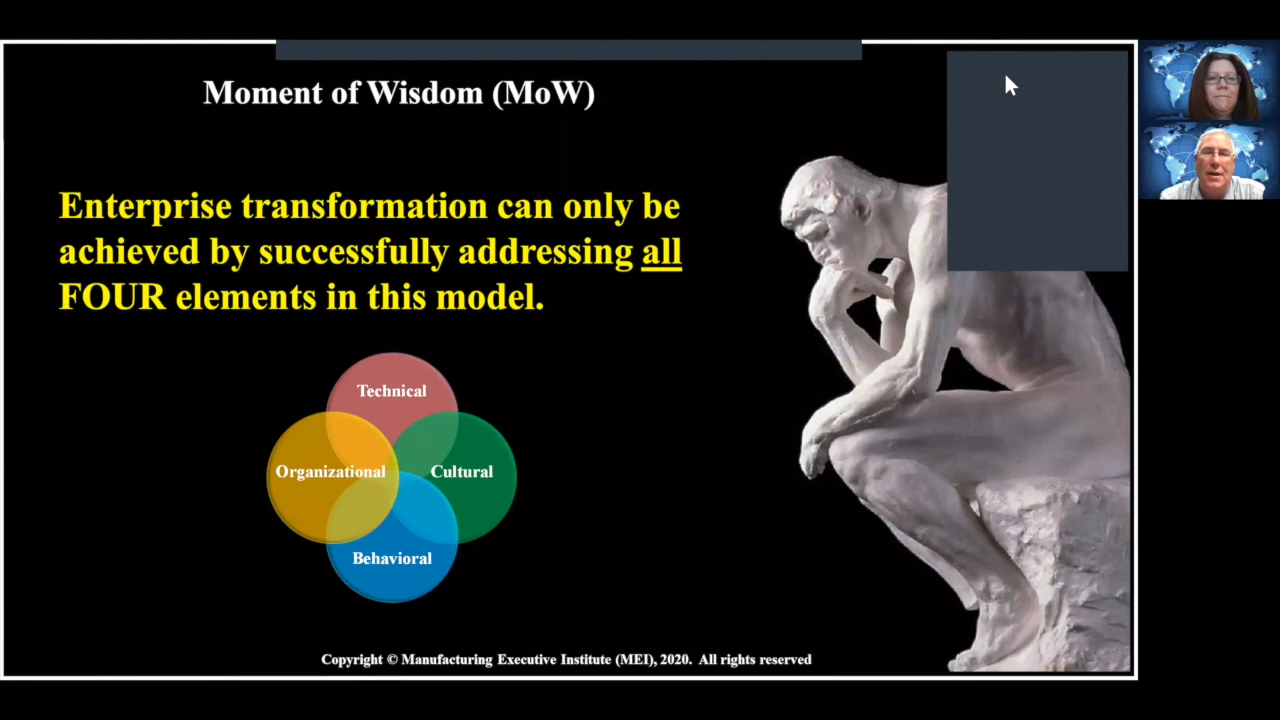 Moment of Wisdom (MoW)
Enterprise transformation can only be
achieved by successfully addressing all
FOUR elements in this model.
Technical
Organizational
Cultural
Behavioral
Copyright © Manufacturing Executive Institute (MEI), 2020. All rights reserved